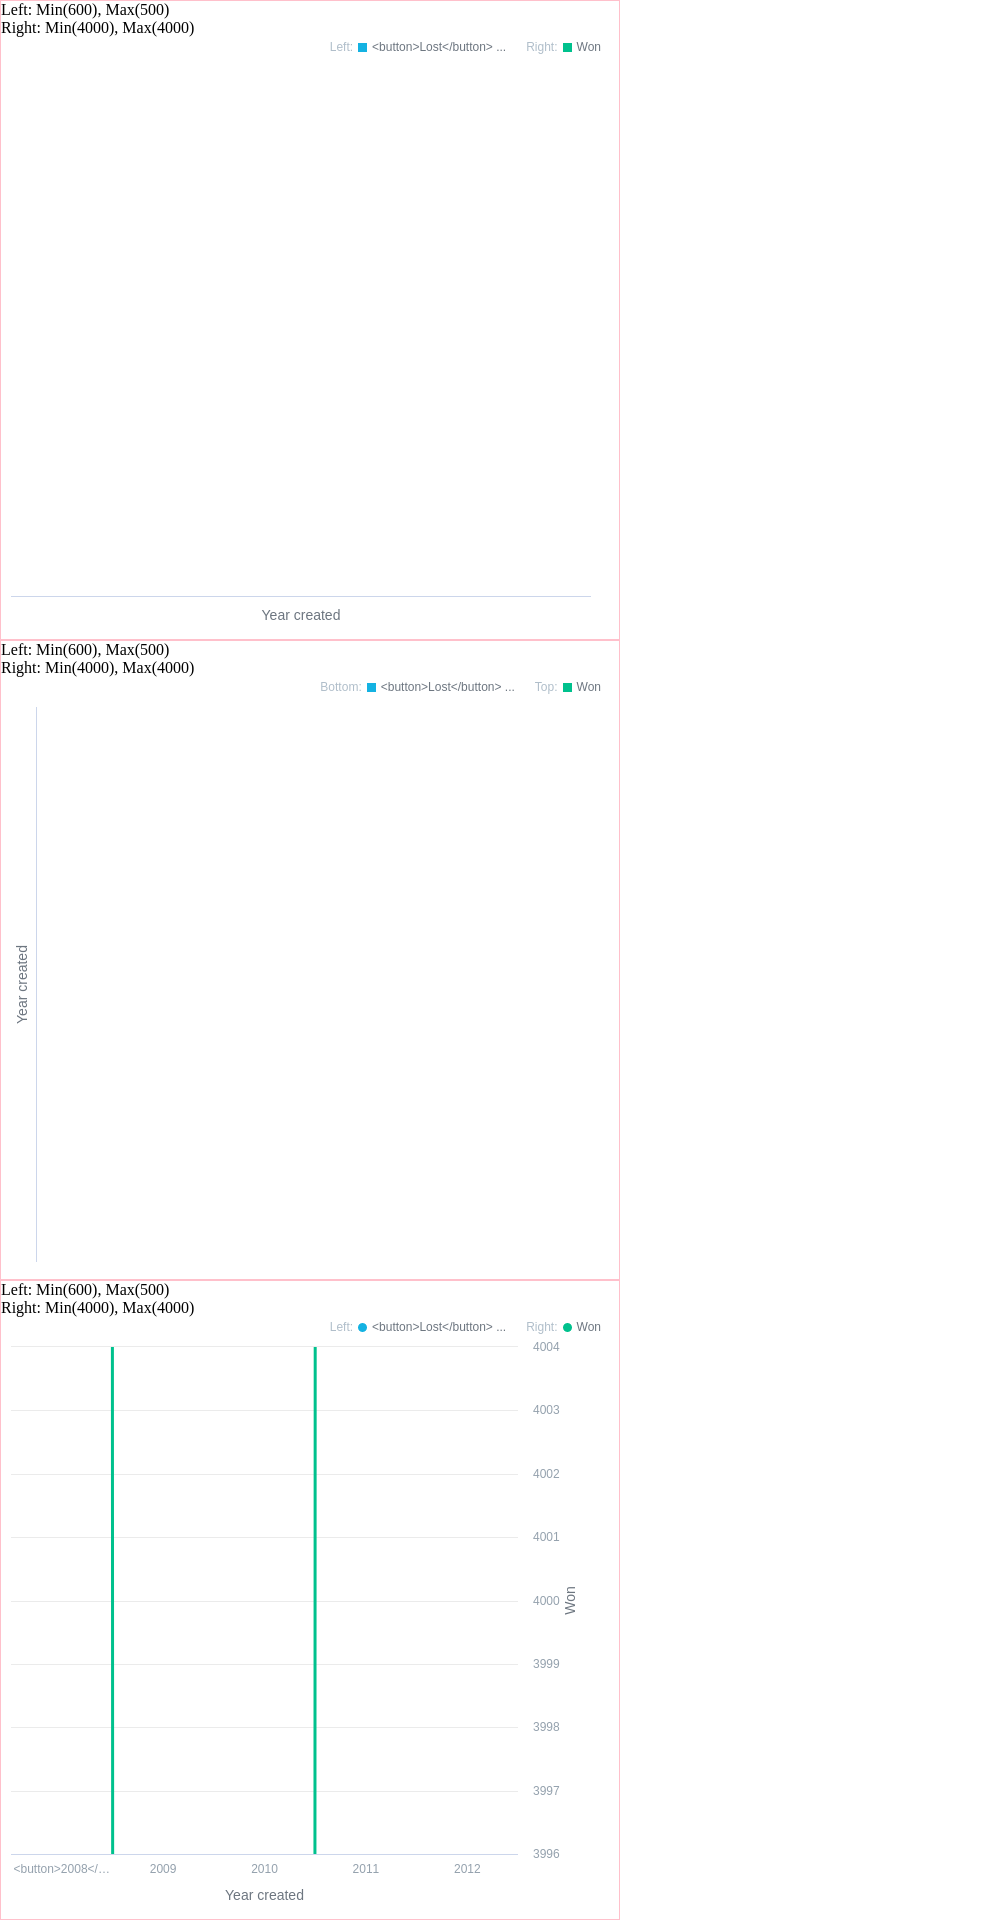 Left: Min(600), Max(500)
Right: Min(4000), Max(4000)
Left: <button>Lost</button> ... Right: Won
Year created
Left: Min(600), Max(500)
Right: Min(4000), Max(4000)
Bottom: <button>Lost</button> ... Top: Won
Year created
Left: Min(600), Max(500)
Right: Min(4000), Max(4000)
Left: <button>Lost</button> ... Right: Won
4004
4003
4002
4001
4000
Won
3999
3998
3997
3996
<button>2008</… 2009 2010 2011 2012
Year created